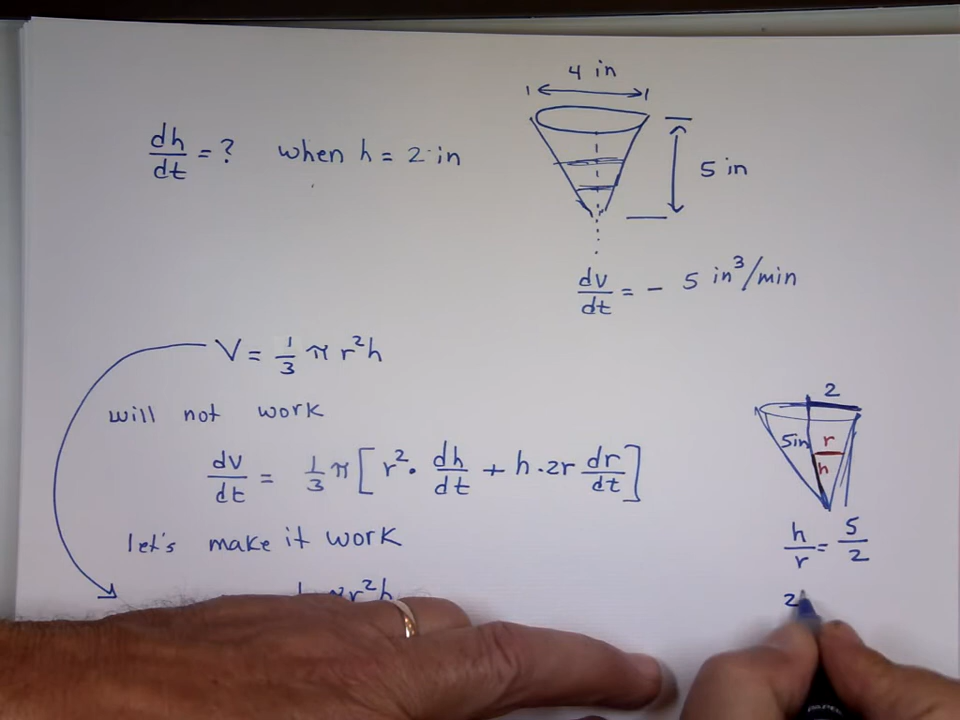 4 in
dh/dt = ? when h = 2 in
5 in
dv/dt = - 5 in³/min
V = 1/3 π r²h
will not work
dv/dt = 1/3 π [ r² · dh/dt + h · 2r dr/dt ]
let's make it work
πr²h
2
5in r
h
h/r = 5/2
2